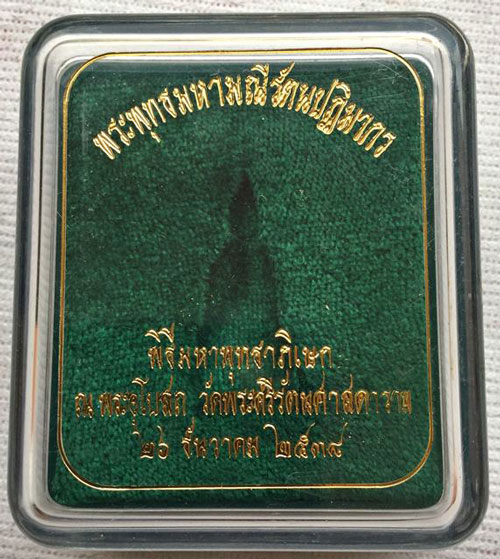 พระพุทธมหามณีรัตนปฏิมากร
พิธีมหาพุทธาภิเษก
ณ พระอุโบสถ วัดพระศรีรัตนศาสดาราม
๒๖ ธันวาคม ๒๕๓๘